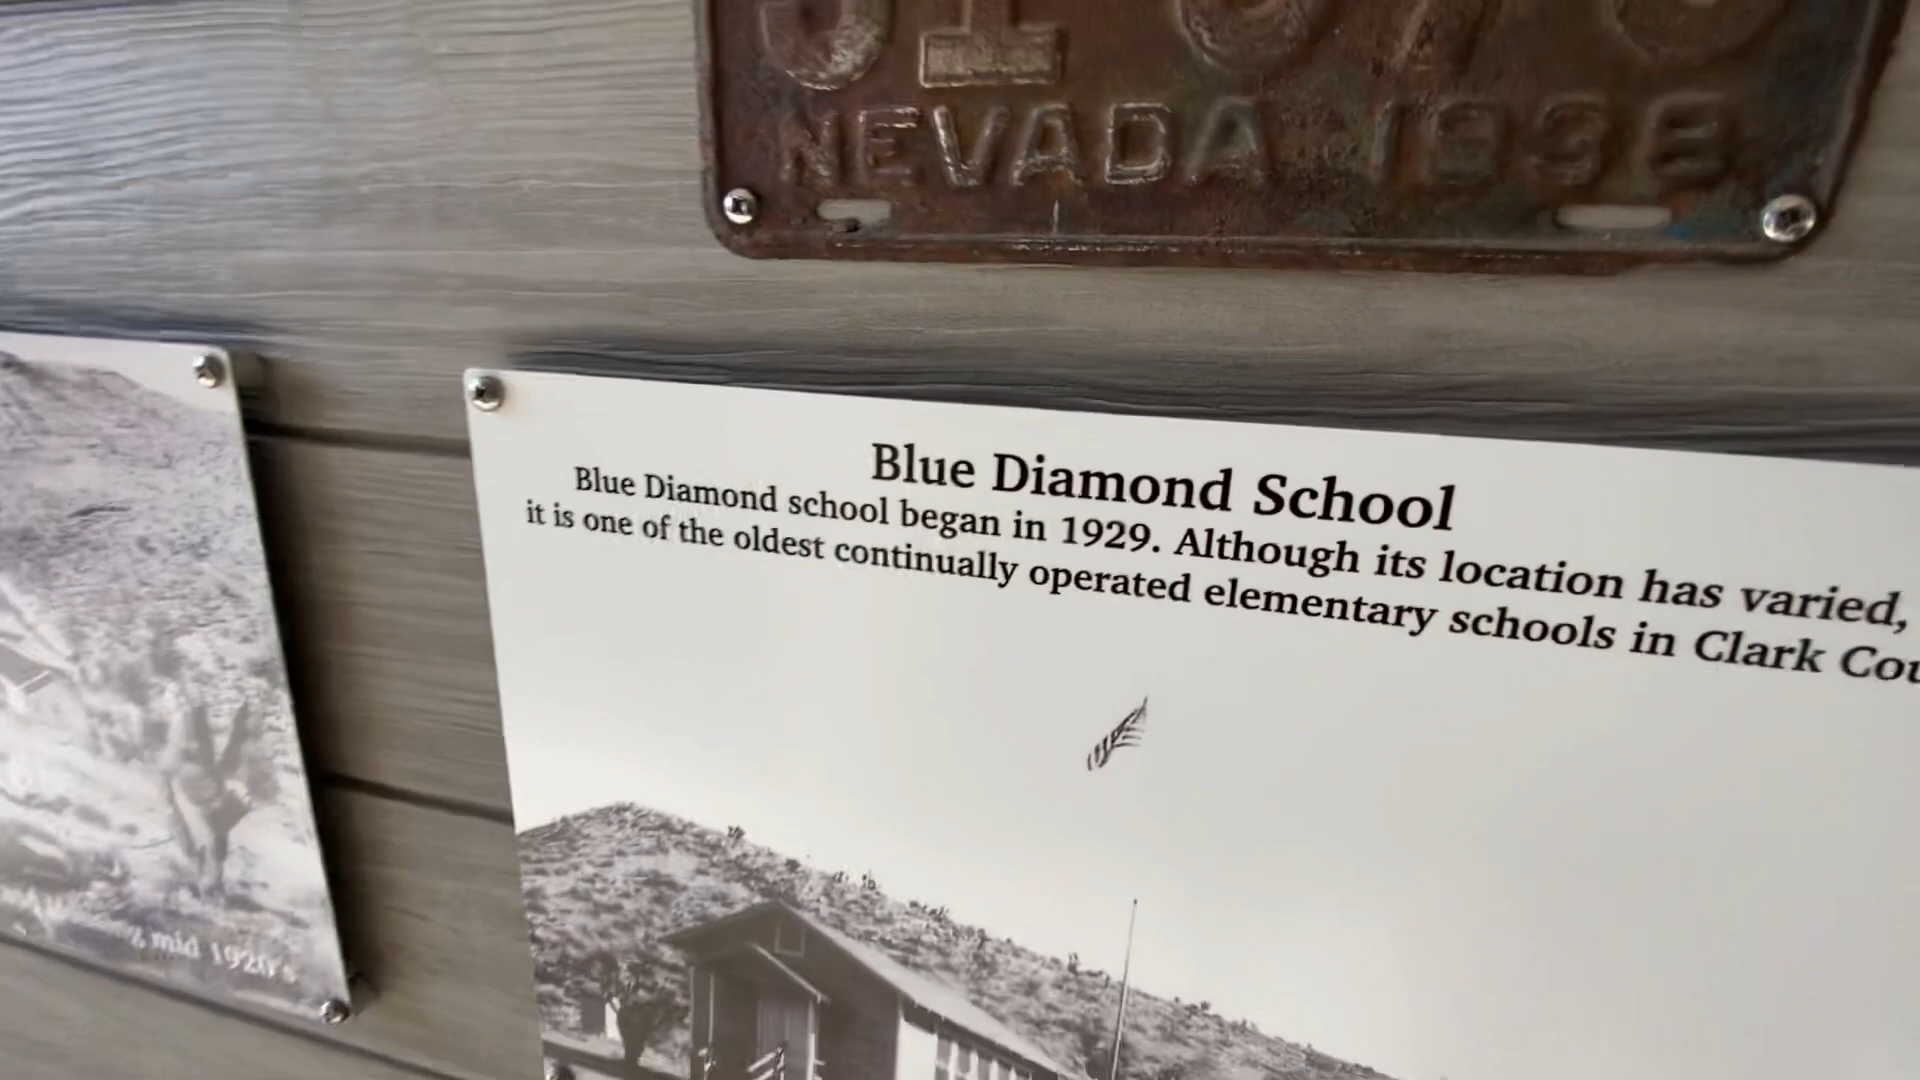 NEVADA 1938
Blue Diamond School
Blue Diamond school began in 1929. Although its location has varied,
it is one of the oldest continually operated elementary schools in Clark Cou
mid 1920's